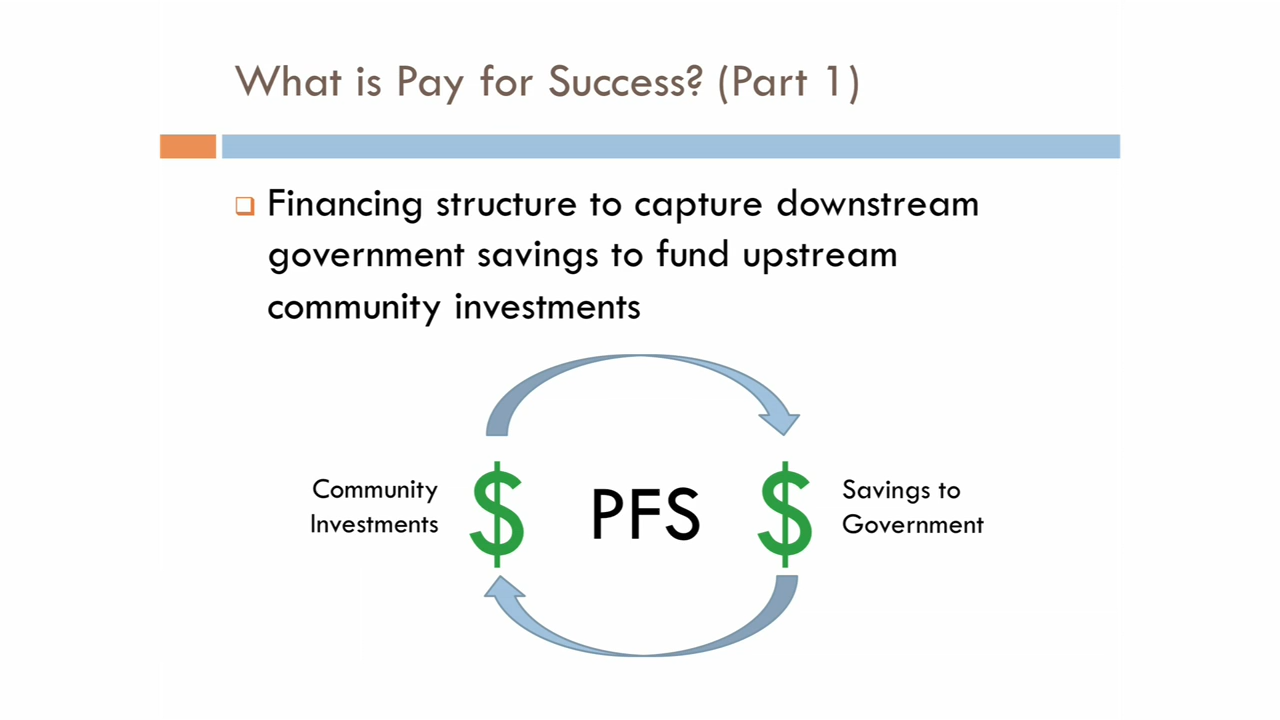 What is Pay for Success? (Part 1)
Financing structure to capture downstream
government savings to fund upstream
community investments
Community
Investments
$
PFS
$
Savings to
Government